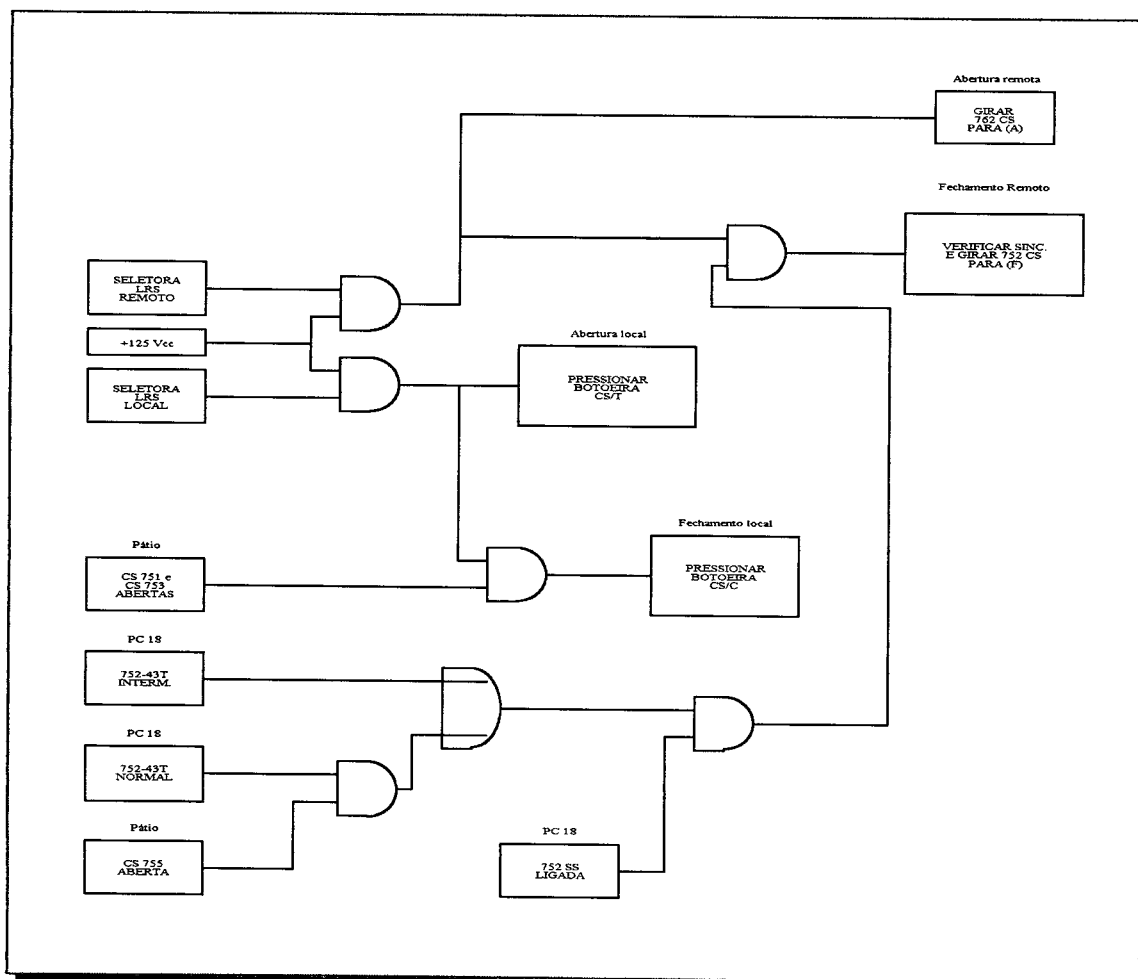 Abertura remota
GIRAR
762 CS
PARA (A)
Fechamento Remoto
VERIFICAR SINC.
E GIRAR 752 CS
PARA (F)
SELETORA
LRS
REMOTO
+125 Vcc
SELETORA
LRS
LOCAL
Abertura local
PRESSIONAR
BOTOEIRA
CS/T
Fechamento local
PRESSIONAR
BOTOEIRA
CS/C
Pátio
CS 751 e
CS 753
ABERTAS
PC 18
752-43T
INTERM.
PC 18
752-43T
NORMAL
Pátio
CS 755
ABERTA
PC 18
752 SS
LIGADA